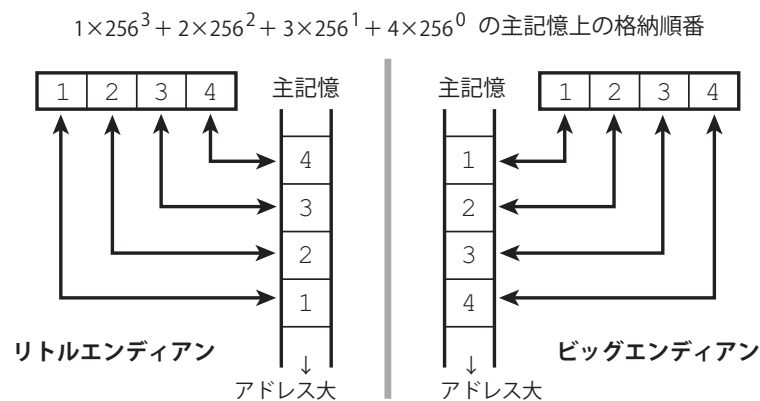 1×256³+ 2×256²+ 3×256¹+ 4×256⁰ の主記憶上の格納順番
1 2 3 4
主記憶
4
3
2
1
リトルエンディアン
↓
アドレス大
主記憶
1 2 3 4
1
2
3
4
ビッグエンディアン
↓
アドレス大